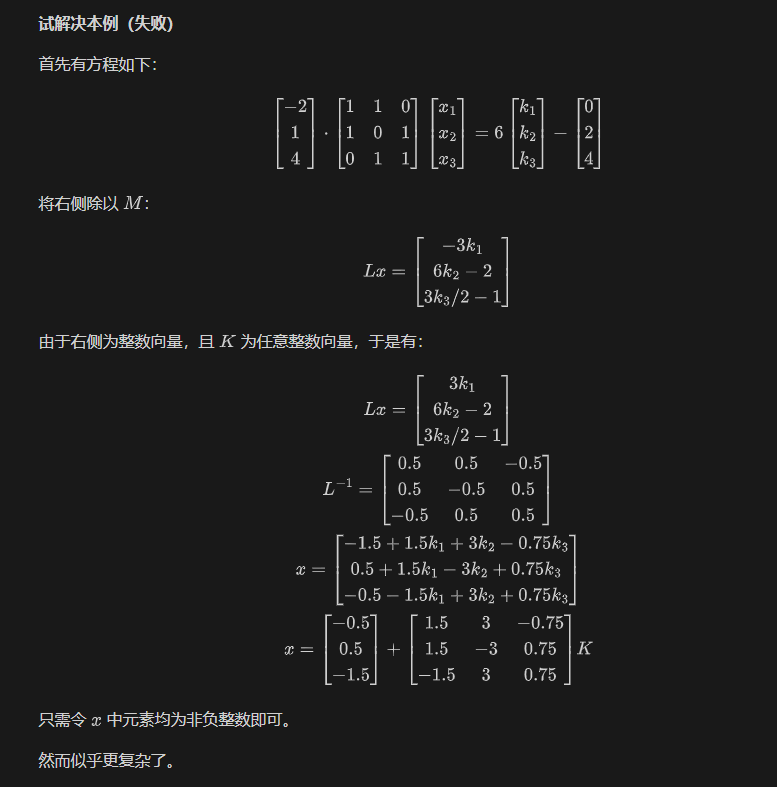 试解决本例（失败）
首先有方程如下：
$$\begin{bmatrix}-2\\1\\4\end{bmatrix}\cdot\begin{bmatrix}1&1&0\\1&0&1\\0&1&1\end{bmatrix}\begin{bmatrix}x_1\\x_2\\x_3\end{bmatrix}=6\begin{bmatrix}k_1\\k_2\\k_3\end{bmatrix}-\begin{bmatrix}0\\2\\4\end{bmatrix}$$
将右侧除以 $M$：
$$Lx=\begin{bmatrix}-3k_1\\6k_2-2\\3k_3/2-1\end{bmatrix}$$
由于右侧为整数向量，且 $K$ 为任意整数向量，于是有：
$$Lx=\begin{bmatrix}3k_1\\6k_2-2\\3k_3/2-1\end{bmatrix}$$
$$L^{-1}=\begin{bmatrix}0.5&0.5&-0.5\\0.5&-0.5&0.5\\-0.5&0.5&0.5\end{bmatrix}$$
$$x=\begin{bmatrix}-1.5+1.5k_1+3k_2-0.75k_3\\0.5+1.5k_1-3k_2+0.75k_3\\-0.5-1.5k_1+3k_2+0.75k_3\end{bmatrix}$$
$$x=\begin{bmatrix}-0.5\\0.5\\-1.5\end{bmatrix}+\begin{bmatrix}1.5&3&-0.75\\1.5&-3&0.75\\-1.5&3&0.75\end{bmatrix}K$$
只需令 $x$ 中元素均为非负整数即可。
然而似乎更复杂了。